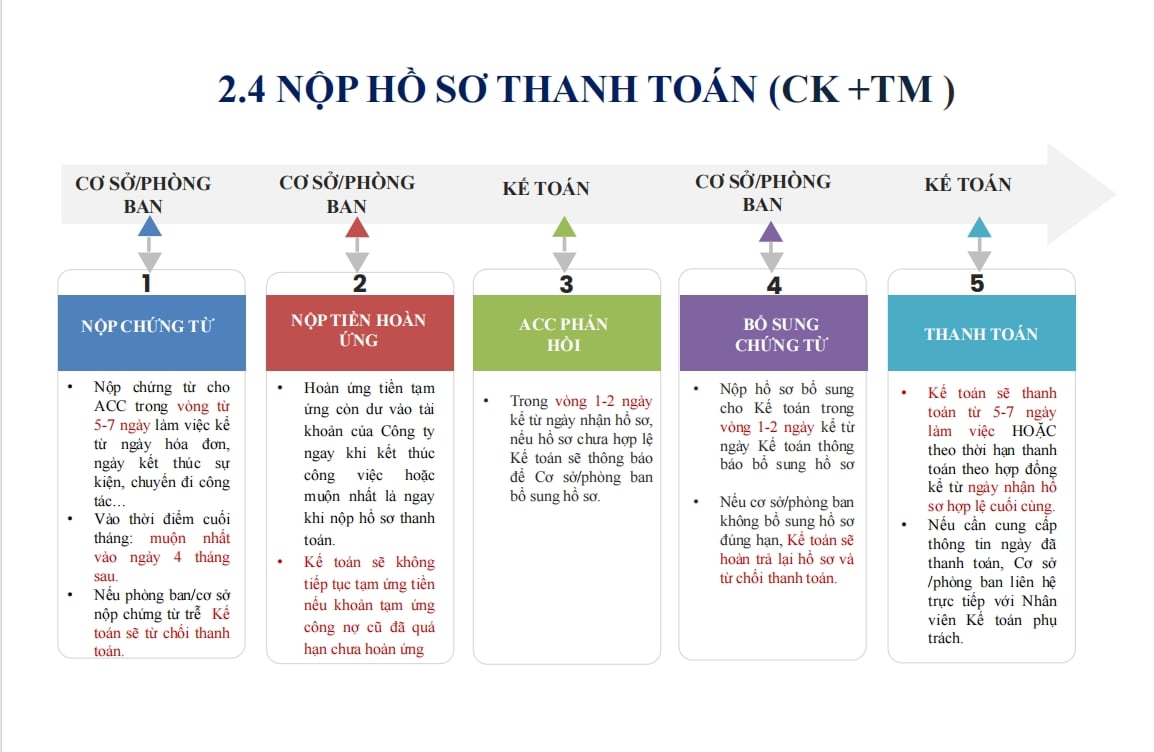 2.4 NỘP HỒ SƠ THANH TOÁN (CK +TM )
CƠ SỞ/PHÒNG
BAN
CƠ SỞ/PHÒNG
BAN
KẾ TOÁN
CƠ SỞ/PHÒNG
BAN
KẾ TOÁN
1
NỘP CHỨNG TỪ
• Nộp chứng từ cho
ACC trong vòng từ
5-7 ngày làm việc kể
từ ngày hóa đơn,
ngày kết thúc sự
kiện, chuyến đi công
tác…
• Vào thời điểm cuối
tháng: muộn nhất
vào ngày 4 tháng
sau.
• Nếu phòng ban/cơ sở
nộp chứng từ trễ Kế
toán sẽ từ chối thanh
toán.
2
NỘP TIỀN HOÀN
ỨNG
• Hoàn ứng tiền tạm
ứng còn dư vào tài
khoản của Công ty
ngay khi kết thúc
công việc hoặc
muộn nhất là ngay
khi nộp hồ sơ thanh
toán.
• Kế toán sẽ không
tiếp tục tạm ứng tiền
nếu khoản tạm ứng
công nợ cũ đã quá
hạn chưa hoàn ứng
3
ACC PHẢN
HỒI
• Trong vòng 1-2 ngày
kể từ ngày nhận hồ sơ,
nếu hồ sơ chưa hợp lệ
Kế toán sẽ thông báo
để Cơ sở/phòng ban
bổ sung hồ sơ.
4
BỔ SUNG
CHỨNG TỪ
• Nộp hồ sơ bổ sung
cho Kế toán trong
vòng 1-2 ngày kể từ
ngày Kế toán thông
báo bổ sung hồ sơ
• Nếu cơ sở/phòng ban
không bổ sung hồ sơ
đúng hạn, Kế toán sẽ
hoàn trả lại hồ sơ và
từ chối thanh toán.
5
THANH TOÁN
• Kế toán sẽ thanh
toán từ 5-7 ngày
làm việc HOẶC
theo thời hạn thanh
toán theo hợp đồng
kể từ ngày nhận hồ
sơ hợp lệ cuối cùng.
• Nếu cần cung cấp
thông tin ngày đã
thanh toán, Cơ sở
/phòng ban liên hệ
trực tiếp với Nhân
viên Kế toán phụ
trách.